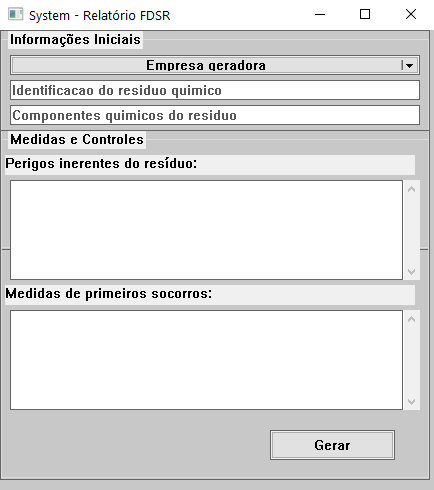 System - Relatório FDSR
Informações Iniciais
Empresa geradora
Identificacao do residuo quimico
Componentes quimicos do residuo
Medidas e Controles
Perigos inerentes do resíduo:
Medidas de primeiros socorros:
Gerar